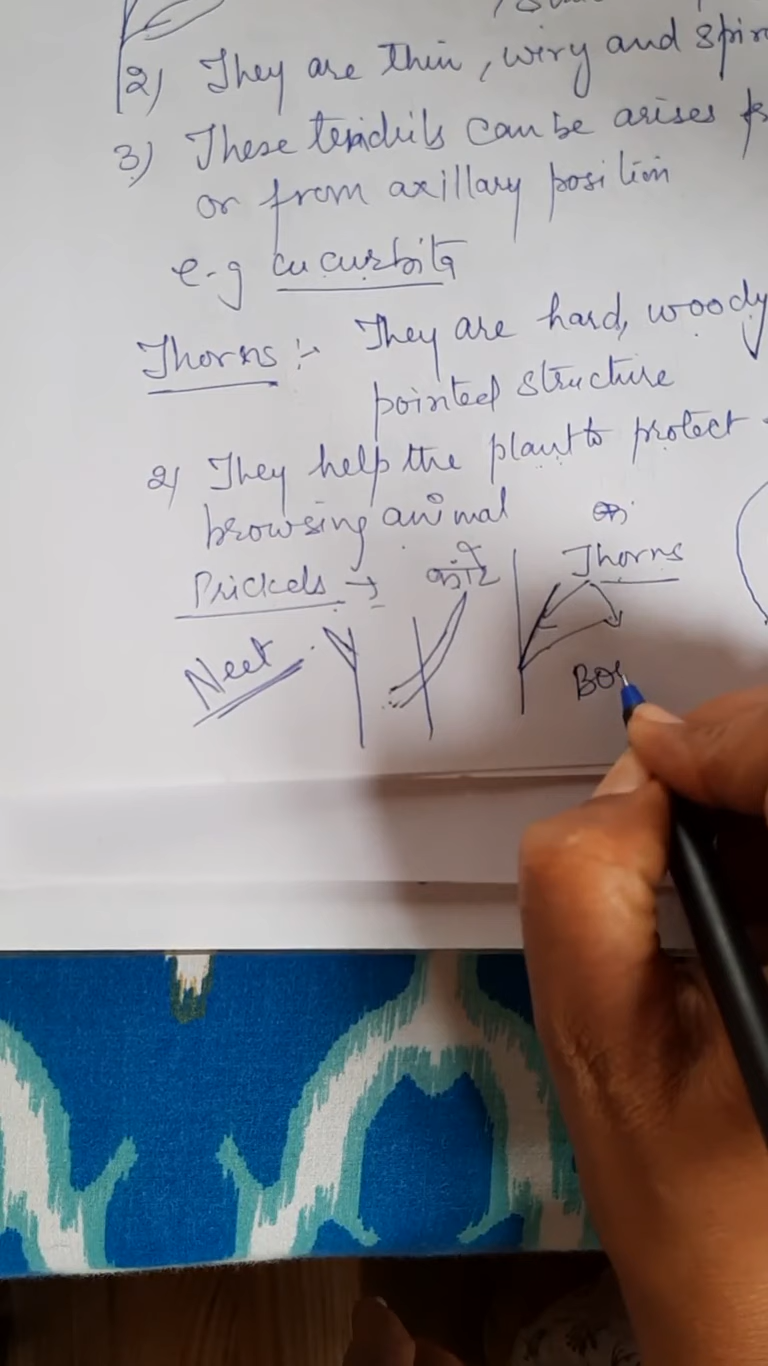 2) They are thin, wiry and
3) These tendrils can be arises
or from axillary position
e-g cucurbita
Thorns :- They are hard, woody
pointed structure
2) They help the plant to protect
browsing animal
Prickels → कांटे
Thorns
Neet